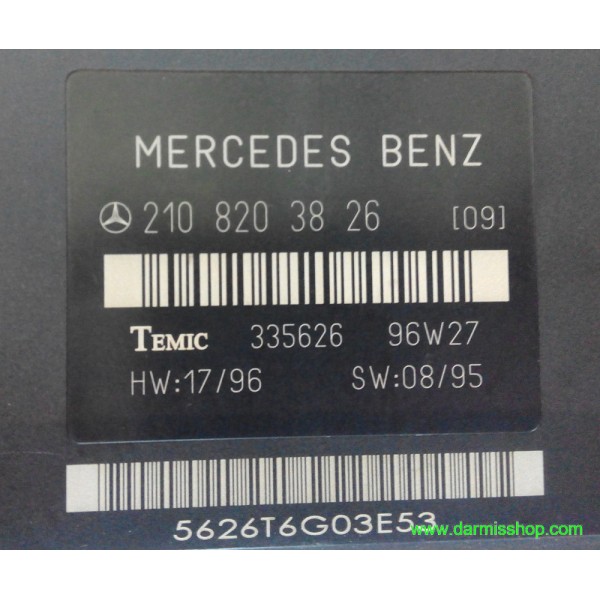 MERCEDES BENZ
210 820 38 26 [09]
TEMIC 335626 96W27
HW:17/96 SW:08/95
5626T6G03E53
www.darmisshop.com